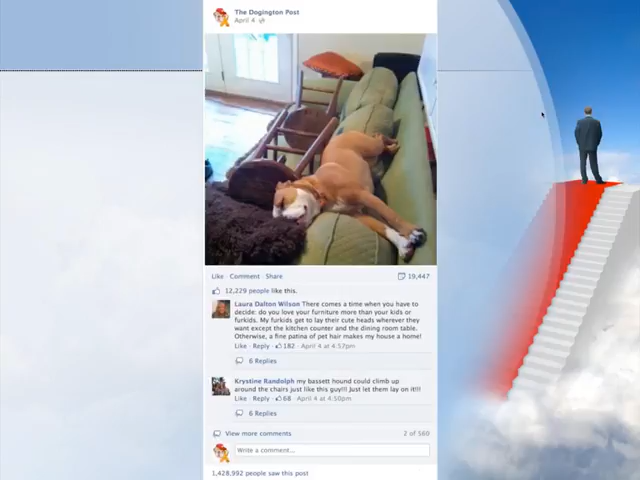 The Dogington Post
April 4
Like · Comment · Share
19,447
12,229 people like this.
Laura Dalton Wilson There comes a time when you have to
decide: do you love your furniture more than your kids or
furkids. My furkids get to lay their cute heads wherever they
want except the kitchen counter and the dining room table.
Otherwise, a fine patina of pet hair makes my house a home!
Like · Reply · 182 · April 4 at 4:57pm
6 Replies
Krystine Randolph my bassett hound could climb up
around the chairs just like this guy!!! Just let them lay on it!!!
Like · Reply · 68 · April 4 at 4:50pm
6 Replies
View more comments
2 of 560
Write a comment...
1,428,992 people saw this post